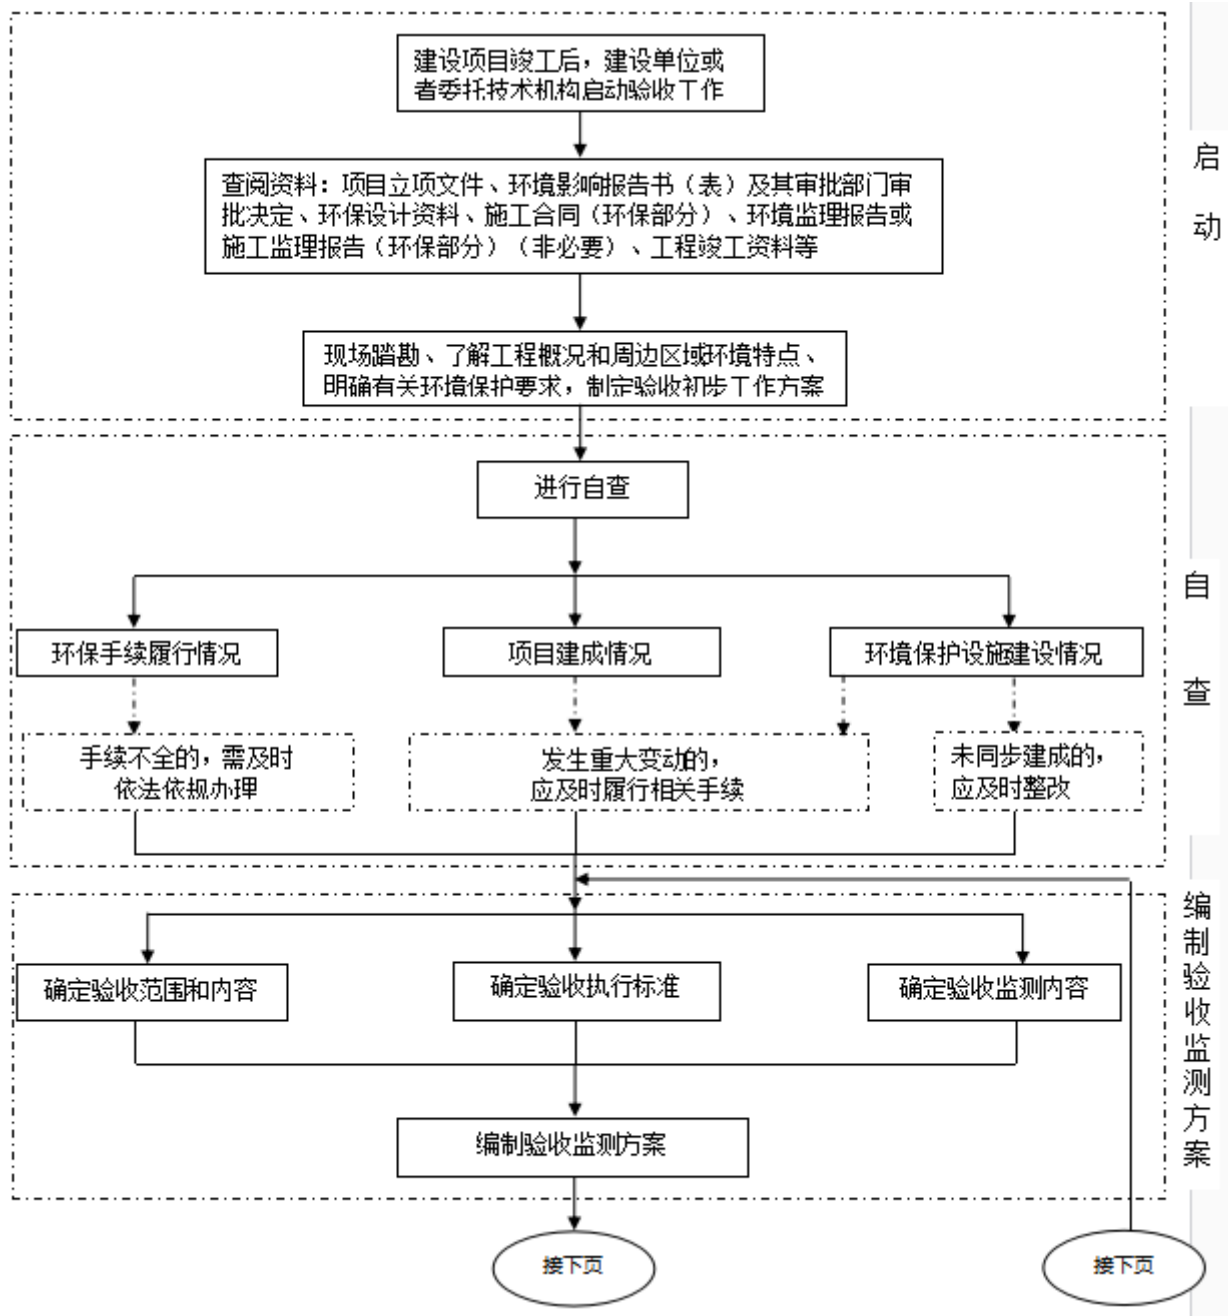 建设项目竣工后，建设单位或
者委托技术机构启动验收工作
查阅资料：项目立项文件、环境影响报告书（表）及其审批部门审
批决定、环保设计资料、施工合同（环保部分）、环境监理报告或
施工监理报告（环保部分）（非必要）、工程竣工资料等
现场踏勘、了解工程概况和周边区域环境特点、
明确有关环境保护要求，制定验收初步工作方案
启
动
进行自查
环保手续履行情况
项目建成情况
环境保护设施建设情况
手续不全的，需及时
依法依规办理
发生重大变动的，
应及时履行相关手续
未同步建成的，
应及时整改
自
查
确定验收范围和内容
确定验收执行标准
确定验收监测内容
编制验收监测方案
编
制
验
收
监
测
方
案
接下页
接下页